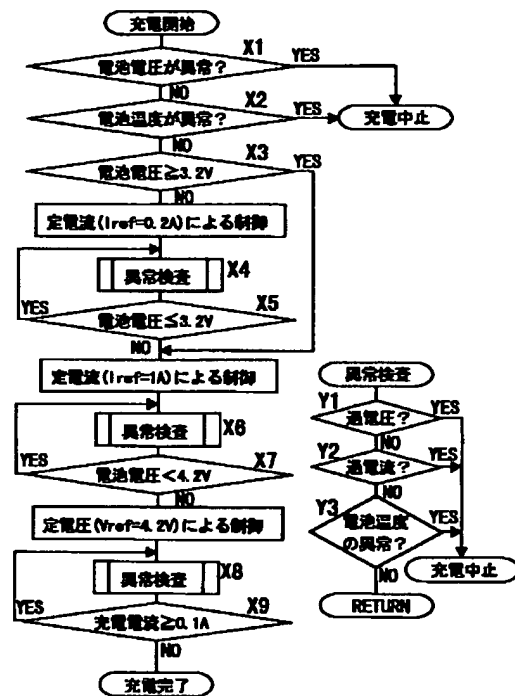 充電開始
X1
電池電圧が異常?
YES
NO
X2
電池温度が異常?
YES
充電中止
NO
X3
電池電圧≧3.2V
YES
NO
定電流(Iref=0.2A)による制御
異常検査
X4
YES
X5
電池電圧≦3.2V
NO
定電流(Iref=1A)による制御
異常検査
X6
YES
X7
電池電圧<4.2V
NO
定電圧(Vref=4.2V)による制御
異常検査
X8
YES
X9
充電電流≧0.1A
NO
充電完了
異常検査
Y1
過電圧?
YES
NO
Y2
過電流?
YES
NO
Y3
電池温度
の異常?
YES
充電中止
NO
RETURN